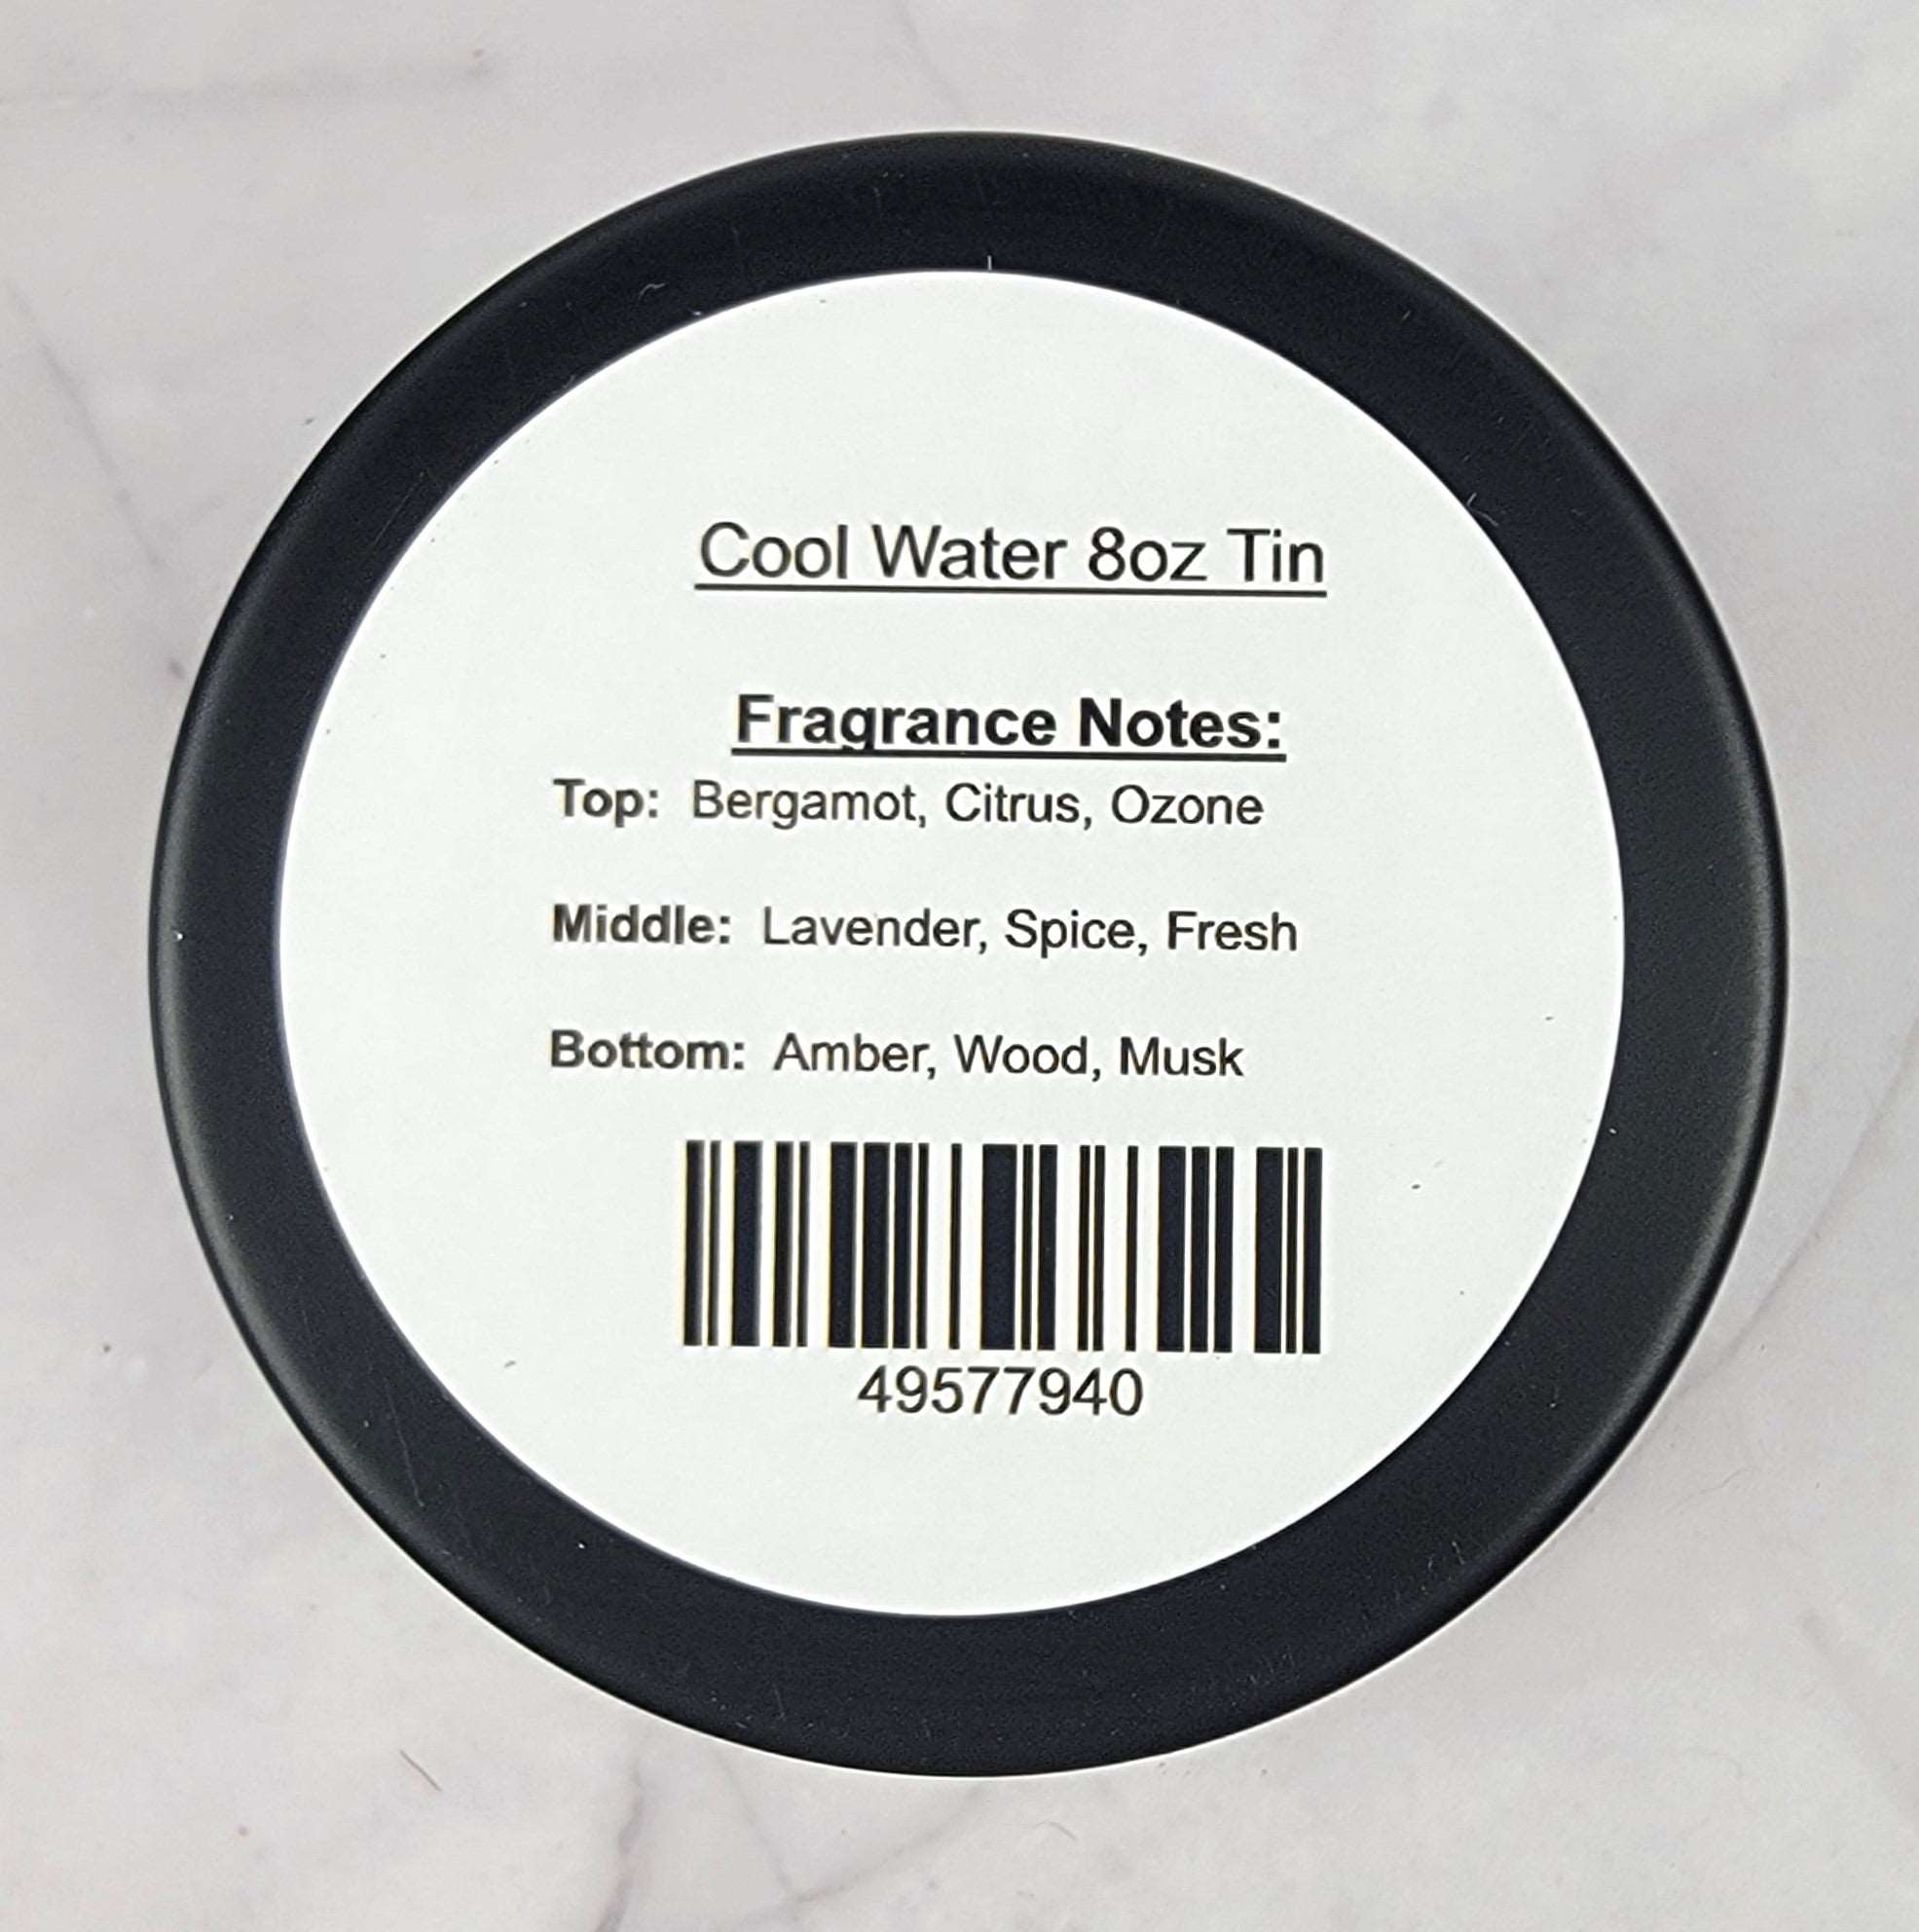 Cool Water 8oz Tin
Fragrance Notes:
Top: Bergamot, Citrus, Ozone
Middle: Lavender, Spice, Fresh
Bottom: Amber, Wood, Musk
49577940